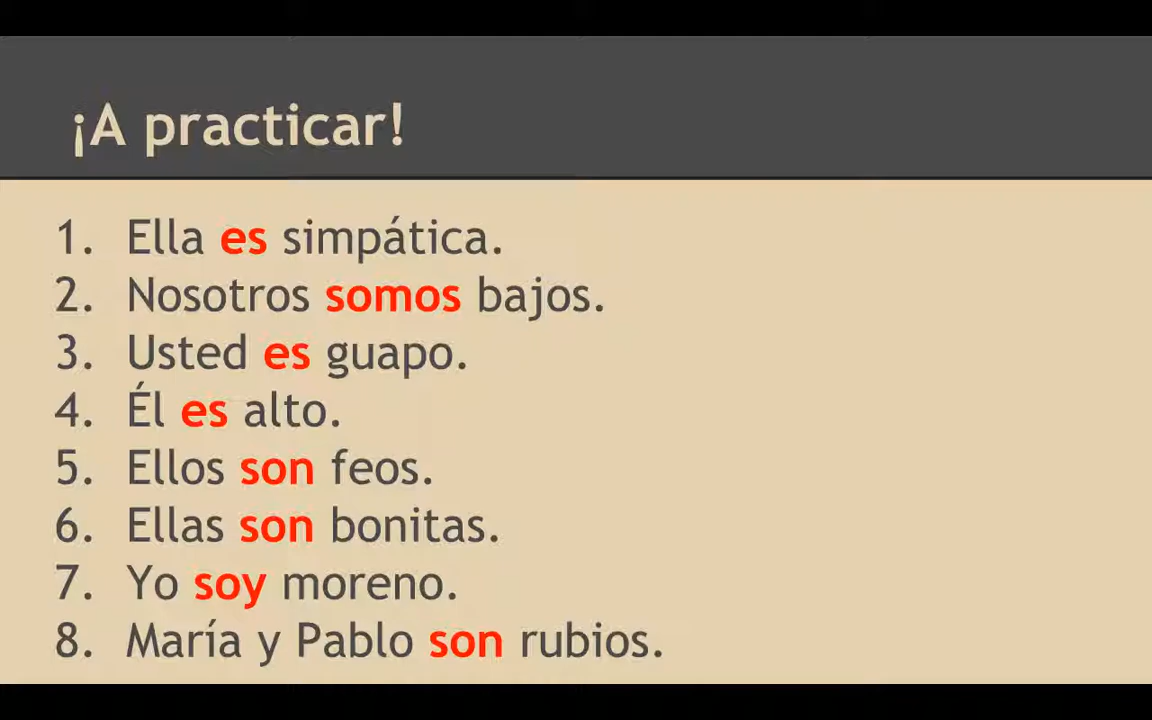 ¡A practicar!
1. Ella es simpática.
2. Nosotros somos bajos.
3. Usted es guapo.
4. Él es alto.
5. Ellos son feos.
6. Ellas son bonitas.
7. Yo soy moreno.
8. María y Pablo son rubios.